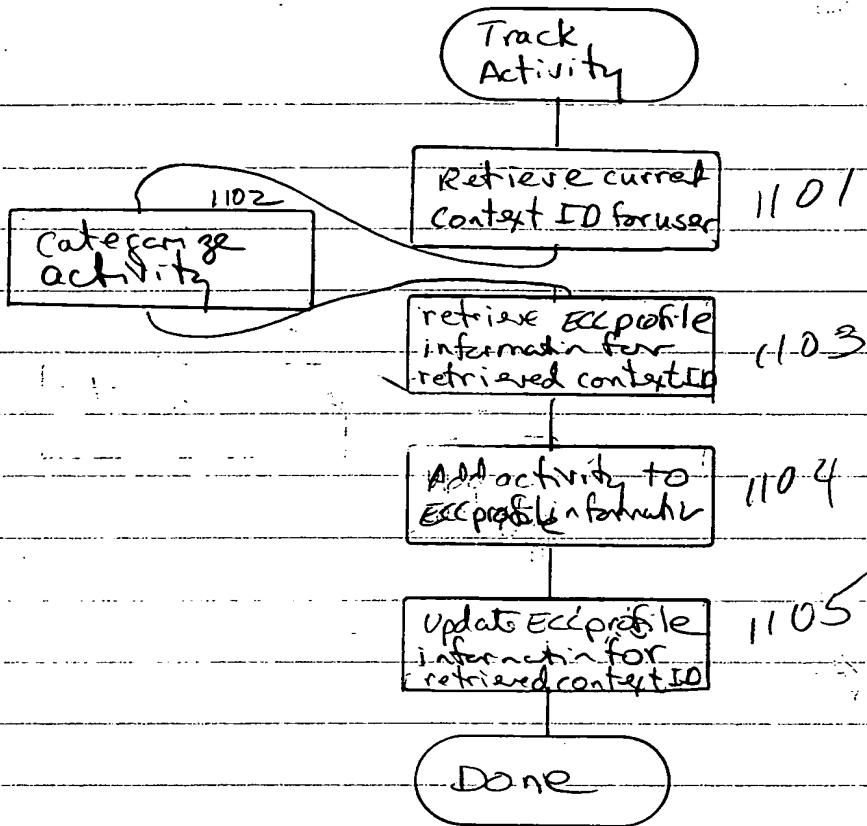 Track
Activity
Retrieve current
Context ID for user
1101
1102
Categorize
activity
retrieve ECC profile
information for
retrieved context ID
1103
Add activity to
ECC profile information
1104
Update ECC profile
information for
retrieved context ID
1105
Done